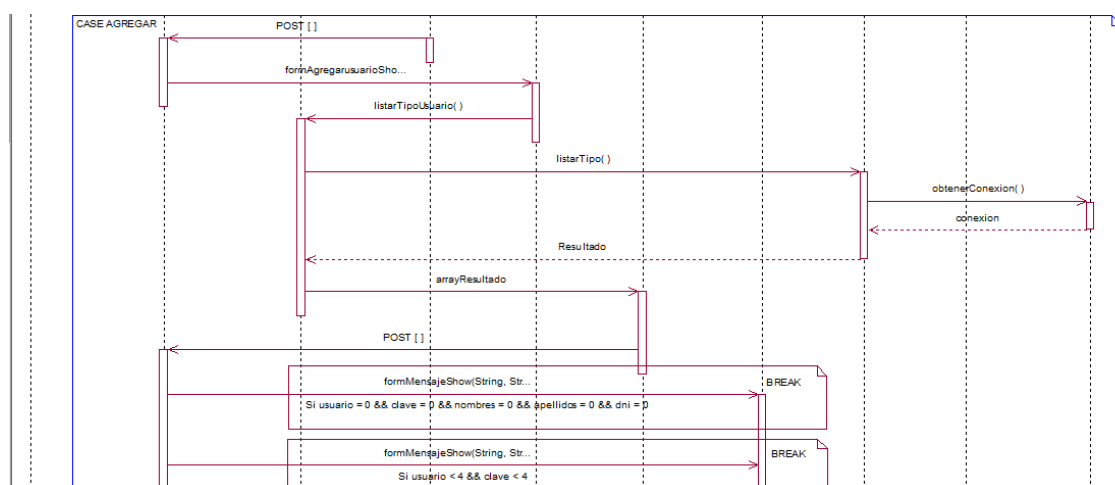 CASE AGREGAR
POST [ ]
formAgregarusuarioSho...
listarTipoUsuario( )
listarTipo( )
obtenerConexion( )
conexion
Resultado
arrayResultado
POST [ ]
formMensajeShow(String, Str...
BREAK
Si usuario = 0 && clave = 0 && nombres = 0 && apellidos = 0 && dni = 0
formMensajeShow(String, Str...
BREAK
Si usuario < 4 && clave < 4